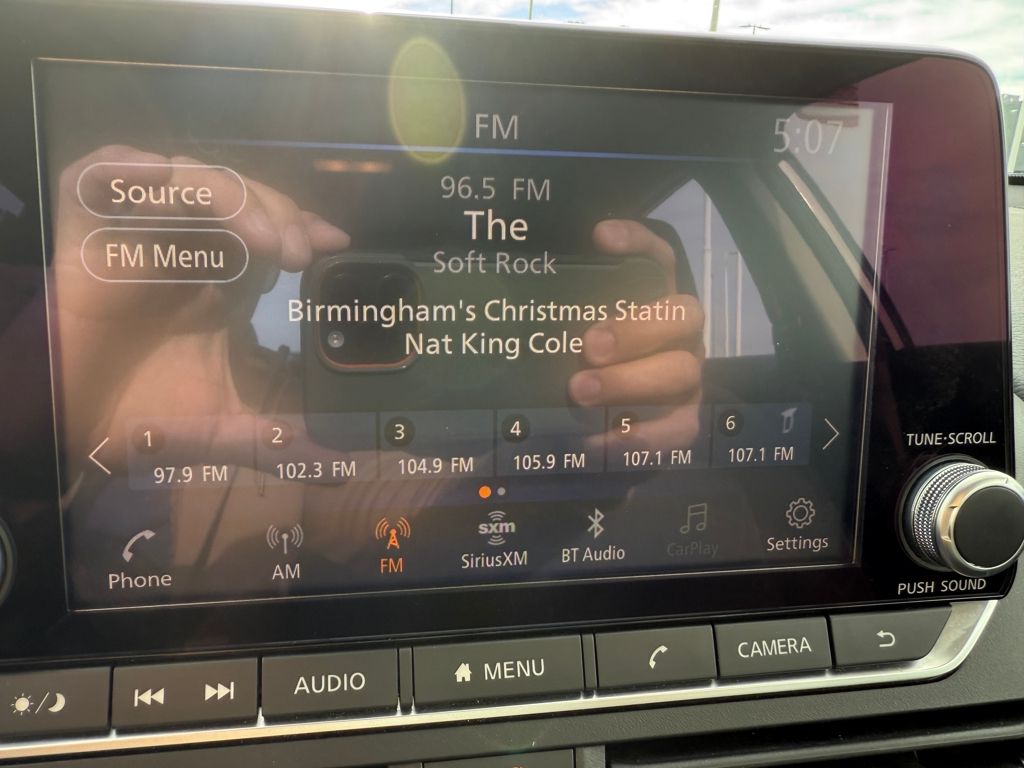 FM
5:07
Source
FM Menu
96.5 FM
The
Soft Rock
Birmingham's Christmas Statin
Nat King Cole
1
97.9 FM
2
102.3 FM
3
104.9 FM
4
105.9 FM
5
107.1 FM
6
107.1 FM
Phone
AM
FM
sxm
SiriusXM
BT Audio
CarPlay
Settings
TUNE·SCROLL
PUSH SOUND
AUDIO
MENU
CAMERA